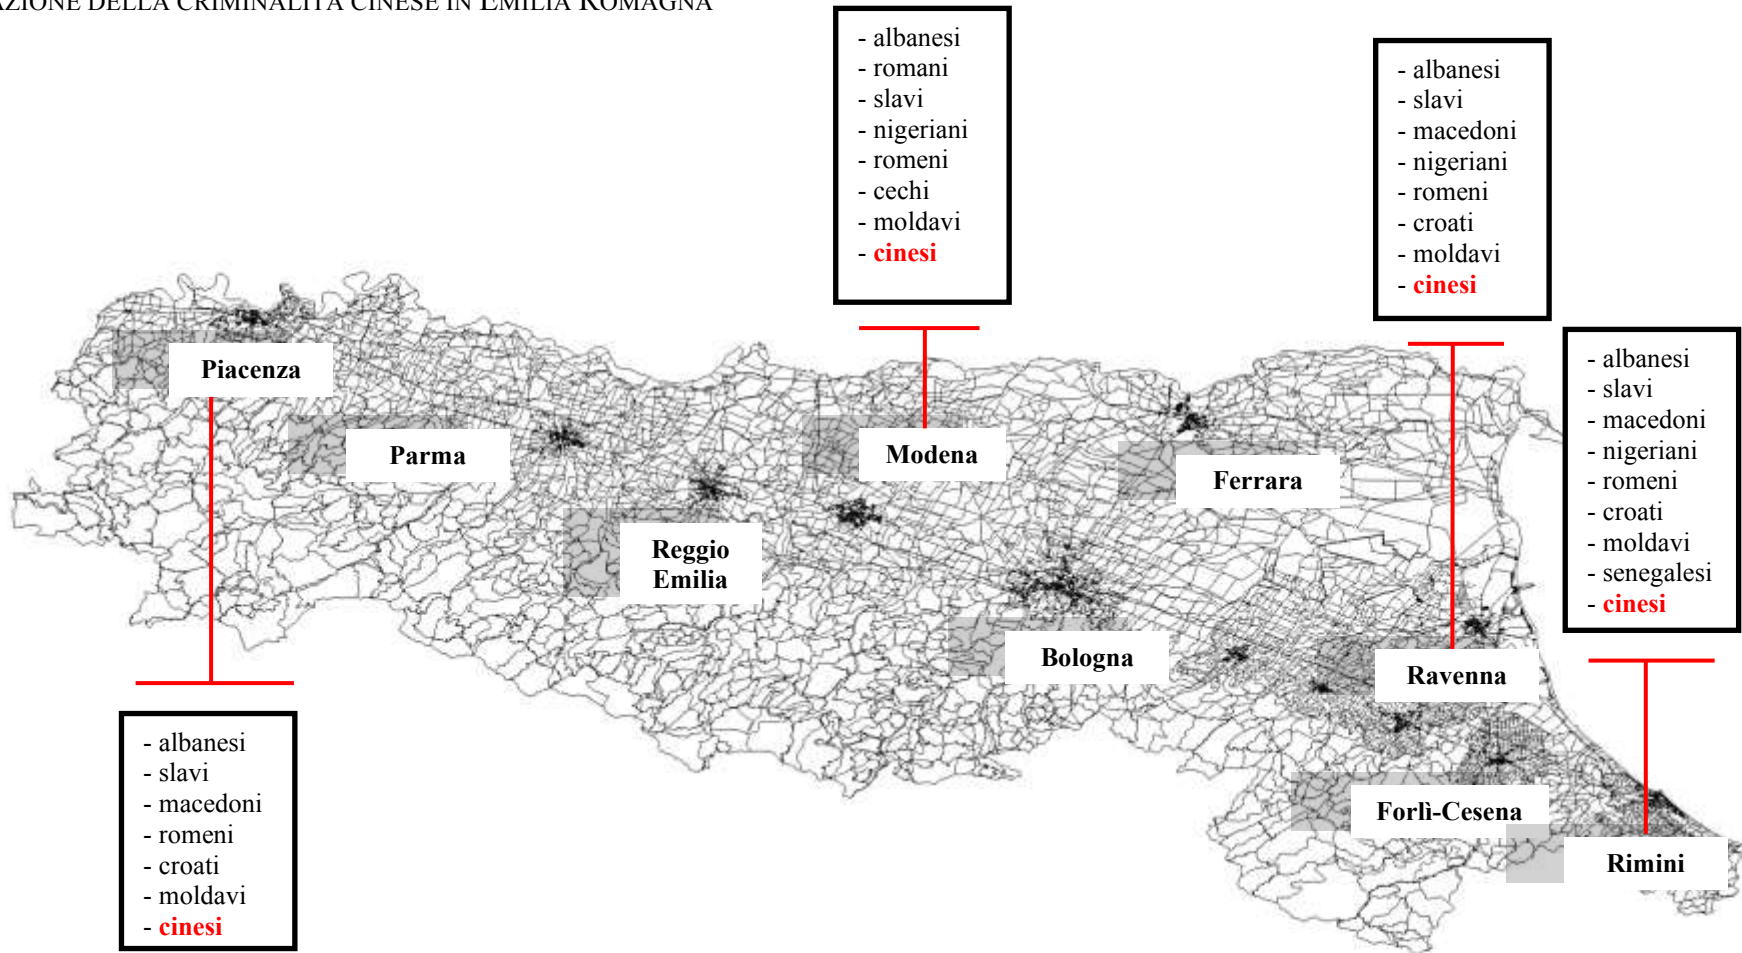 AZIONE DELLA CRIMINALITÀ CINESE IN EMILIA ROMAGNA
- albanesi
- romani
- slavi
- nigeriani
- romeni
- cechi
- moldavi
- cinesi
- albanesi
- slavi
- macedoni
- nigeriani
- romeni
- croati
- moldavi
- cinesi
- albanesi
- slavi
- macedoni
- nigeriani
- romeni
- croati
- moldavi
- senegalesi
- cinesi
Piacenza
Parma
Modena
Ferrara
Reggio
Emilia
Bologna
Ravenna
Forlì-Cesena
Rimini
- albanesi
- slavi
- macedoni
- romeni
- croati
- moldavi
- cinesi